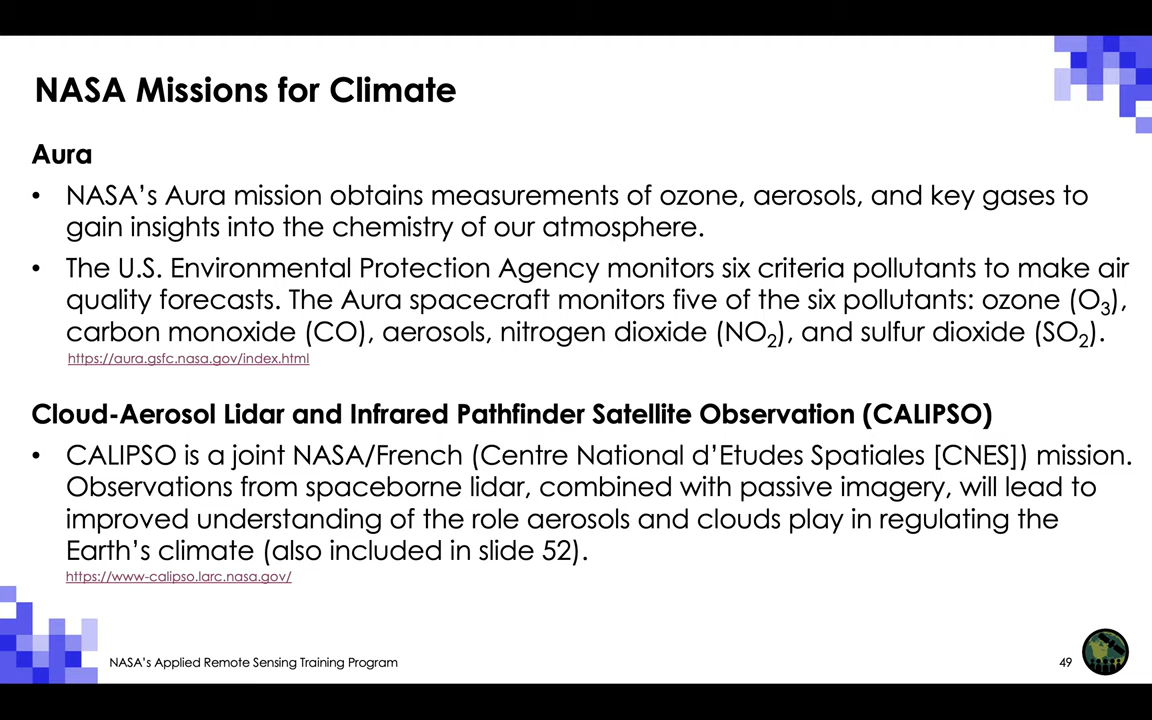 NASA Missions for Climate
Aura
• NASA’s Aura mission obtains measurements of ozone, aerosols, and key gases to
gain insights into the chemistry of our atmosphere.
• The U.S. Environmental Protection Agency monitors six criteria pollutants to make air
quality forecasts. The Aura spacecraft monitors five of the six pollutants: ozone (O₃),
carbon monoxide (CO), aerosols, nitrogen dioxide (NO₂), and sulfur dioxide (SO₂).
https://aura.gsfc.nasa.gov/index.html
Cloud-Aerosol Lidar and Infrared Pathfinder Satellite Observation (CALIPSO)
• CALIPSO is a joint NASA/French (Centre National d’Etudes Spatiales [CNES]) mission.
Observations from spaceborne lidar, combined with passive imagery, will lead to
improved understanding of the role aerosols and clouds play in regulating the
Earth’s climate (also included in slide 52).
https://www-calipso.larc.nasa.gov/
NASA’s Applied Remote Sensing Training Program
49